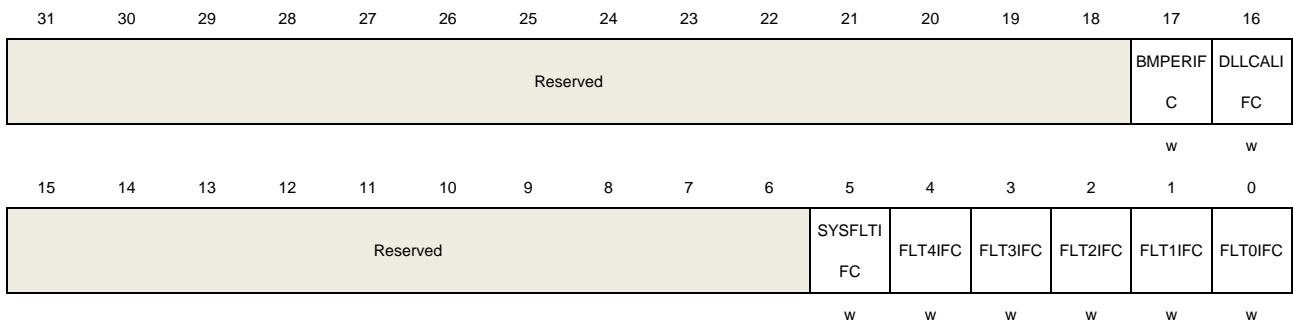 31 30 29 28 27 26 25 24 23 22 21 20 19 18 17 16
Reserved BMPERIF DLLCALI
C FC
w w
15 14 13 12 11 10 9 8 7 6 5 4 3 2 1 0
Reserved SYSFLTI FLT4IFC FLT3IFC FLT2IFC FLT1IFC FLT0IFC
FC
w w w w w w